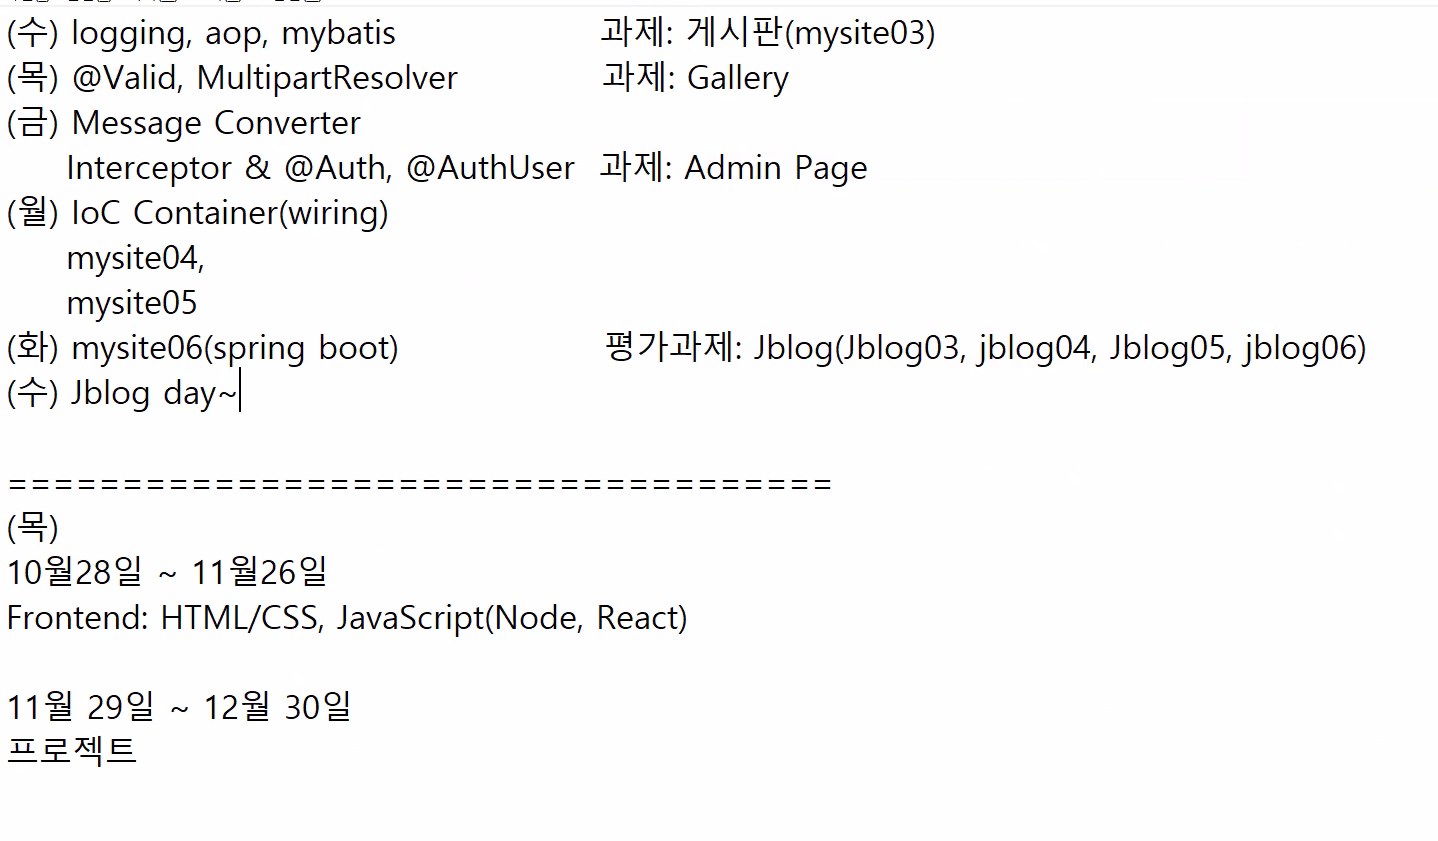 (수) logging, aop, mybatis 과제: 게시판(mysite03)
(목) @Valid, MultipartResolver 과제: Gallery
(금) Message Converter
Interceptor & @Auth, @AuthUser 과제: Admin Page
(월) IoC Container(wiring)
mysite04,
mysite05
(화) mysite06(spring boot) 평가과제: Jblog(Jblog03, jblog04, Jblog05, jblog06)
(수) Jblog day~
====================================
(목)
10월28일 ~ 11월26일
Frontend: HTML/CSS, JavaScript(Node, React)
11월 29일 ~ 12월 30일
프로젝트